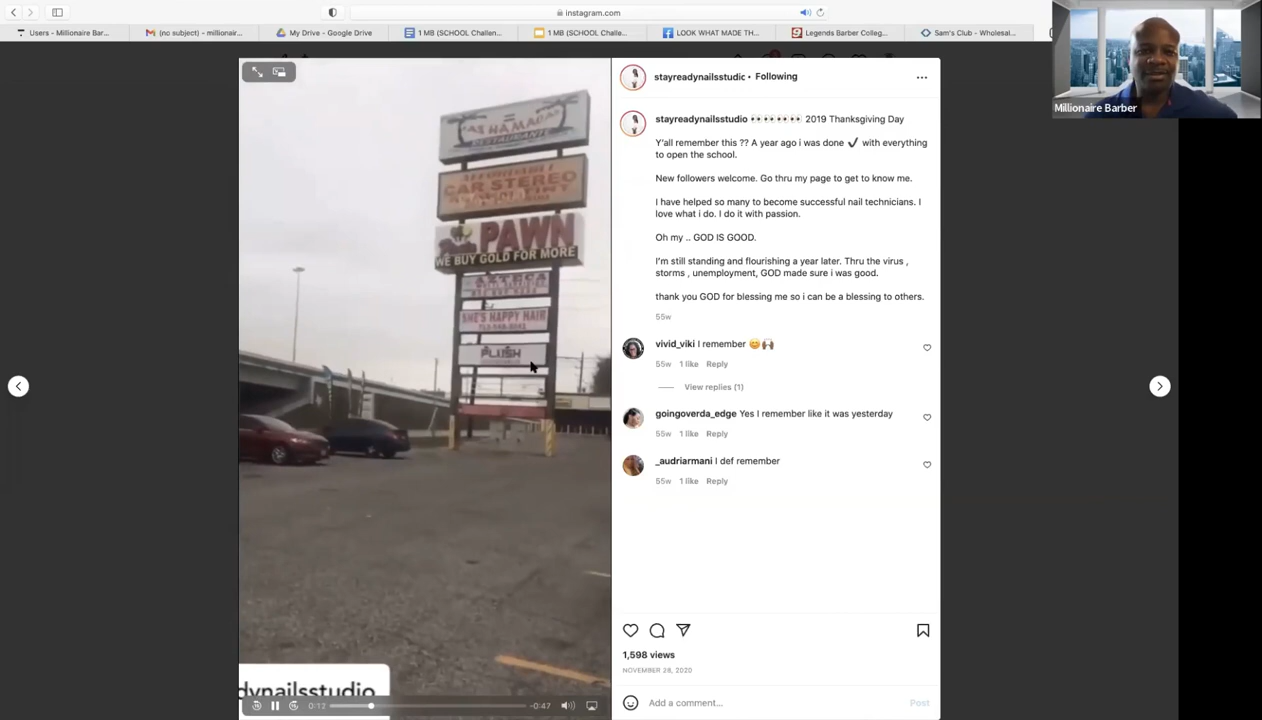 instagram.com
Users - Millionaire Bar...
(no subject) - millionair...
My Drive - Google Drive
1 MB (SCHOOL Challen...
1 MB (SCHOOL Challe...
LOOK WHAT MADE TH...
Legends Barber Colleg...
Sam's Club - Wholesal...
Millionaire Barber
stayreadynailsstudio • Following
stayreadynailsstudio 👀👀👀👀👀 2019 Thanksgiving Day
Y'all remember this ?? A year ago i was done ✔ with everything
to open the school.
New followers welcome. Go thru my page to get to know me.
I have helped so many to become successful nail technicians. I
love what i do. I do it with passion.
Oh my .. GOD IS GOOD.
I'm still standing and flourishing a year later. Thru the virus ,
storms , unemployment, GOD made sure i was good.
thank you GOD for blessing me so i can be a blessing to others.
55w
vivid_viki I remember 😊🙌🏽
55w 1 like Reply
View replies (1)
goingoverda_edge Yes I remember like it was yesterday
55w 1 like Reply
_audriarmani I def remember
55w 1 like Reply
1,598 views
NOVEMBER 28, 2020
Add a comment...
Post
RESTAURANTE
CAR STEREO
PAWN
WE BUY GOLD FOR MORE
AZTECA
SHE'S HAPPY HAIR
PLUSH
dynailsstudio
0:12
-0:47